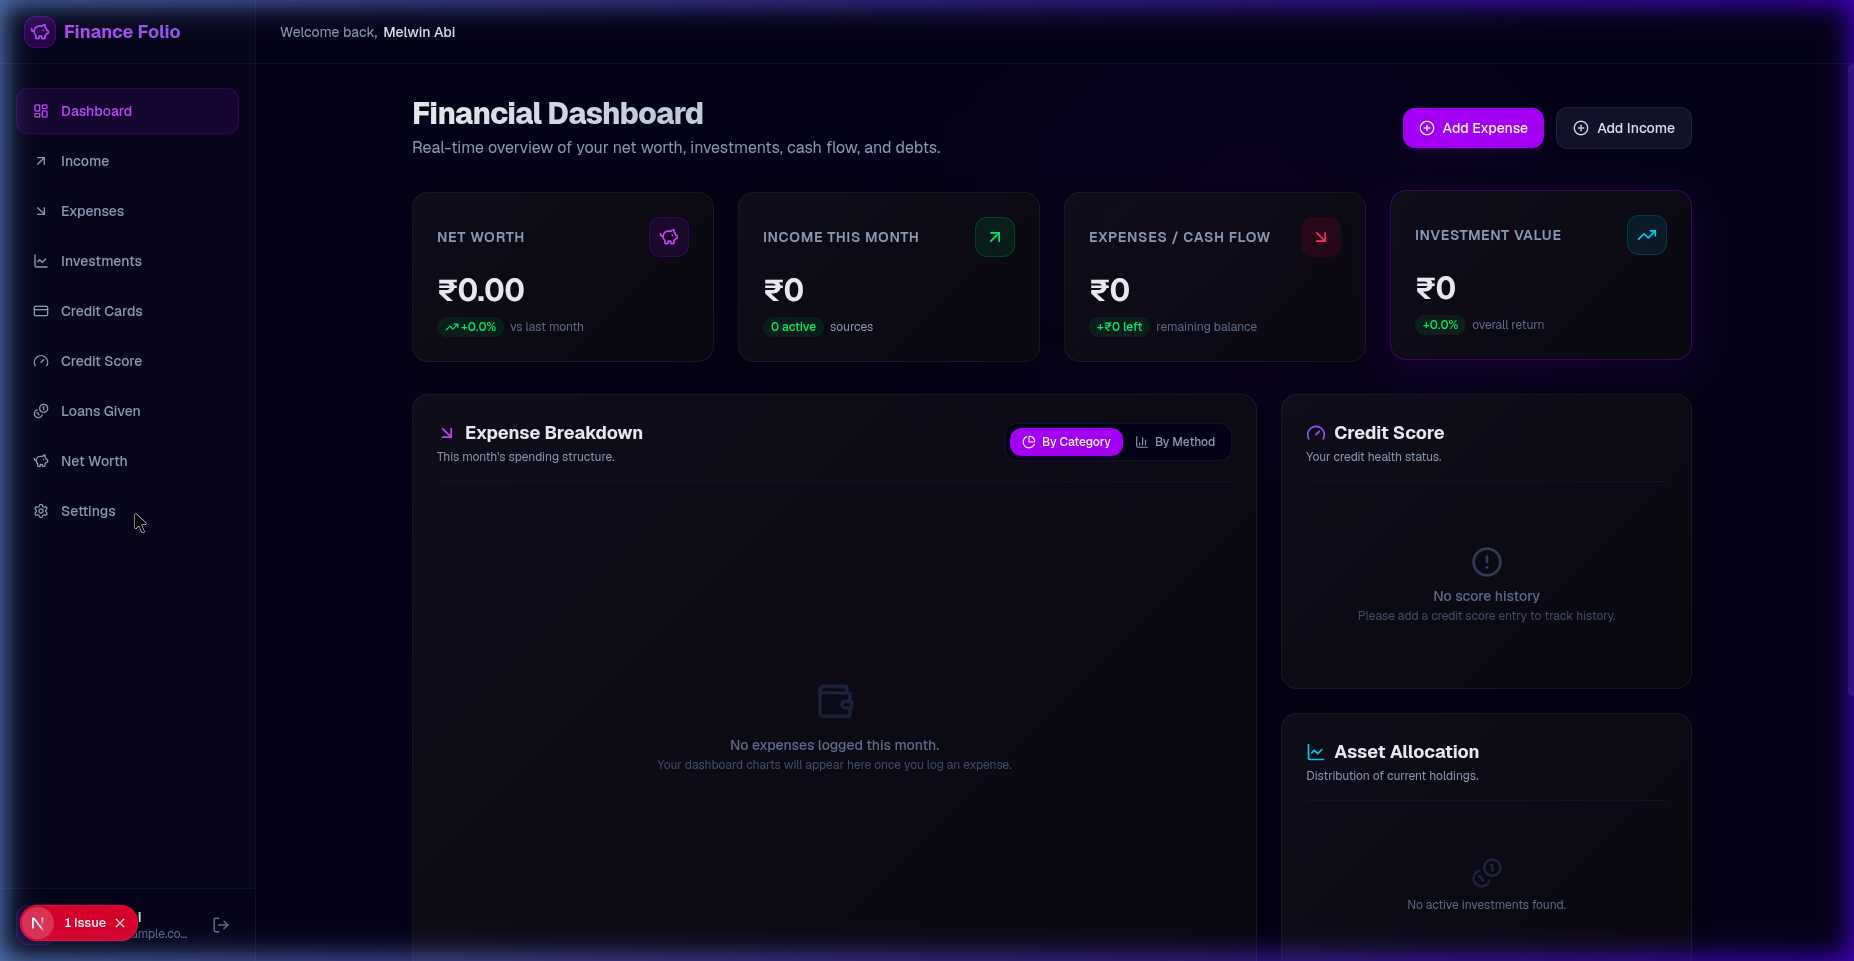 Finance Folio
Welcome back, Melwin Abi
Dashboard
Income
Expenses
Investments
Credit Cards
Credit Score
Loans Given
Net Worth
Settings
Financial Dashboard
Real-time overview of your net worth, investments, cash flow, and debts.
Add Expense
Add Income
NET WORTH
₹0.00
+0.0% vs last month
INCOME THIS MONTH
₹0
0 active sources
EXPENSES / CASH FLOW
₹0
+₹0 left remaining balance
INVESTMENT VALUE
₹0
+0.0% overall return
Expense Breakdown
This month's spending structure.
By Category
By Method
No expenses logged this month.
Your dashboard charts will appear here once you log an expense.
Credit Score
Your credit health status.
No score history
Please add a credit score entry to track history.
Asset Allocation
Distribution of current holdings.
No active investments found.
N 1 Issue
ample.co...